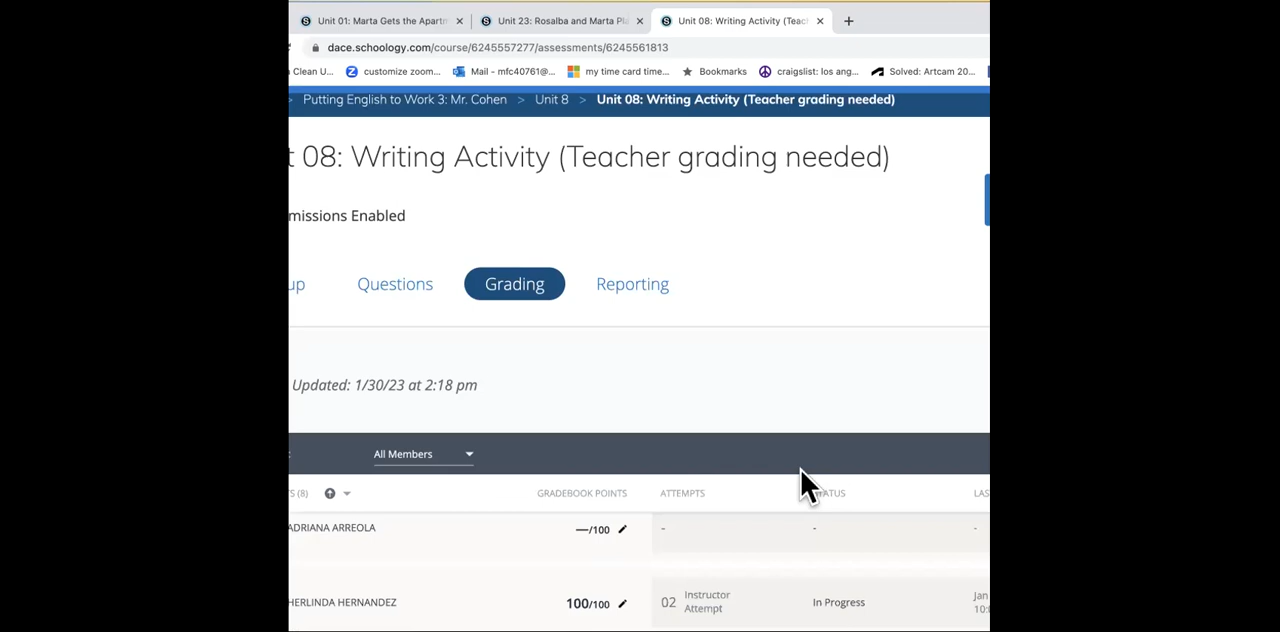 Unit 01: Marta Gets the Apartm
Unit 23: Rosalba and Marta Pl
Unit 08: Writing Activity (Teac
dace.schoology.com/course/6245557277/assessments/6245561813
Clean U... customize zoom... Mail - mfc40761@... my time card time... Bookmarks craigslist: los ang... Solved: Artcam 20...
> Putting English to Work 3: Mr. Cohen > Unit 8 > Unit 08: Writing Activity (Teacher grading needed)
t 08: Writing Activity (Teacher grading needed)
missions Enabled
up Questions Grading Reporting
Updated: 1/30/23 at 2:18 pm
: All Members
S (8) GRADEBOOK POINTS ATTEMPTS TATUS LAS
ADRIANA ARREOLA —/100 - - -
HERLINDA HERNANDEZ 100/100 02 Instructor Attempt In Progress Jan 10: